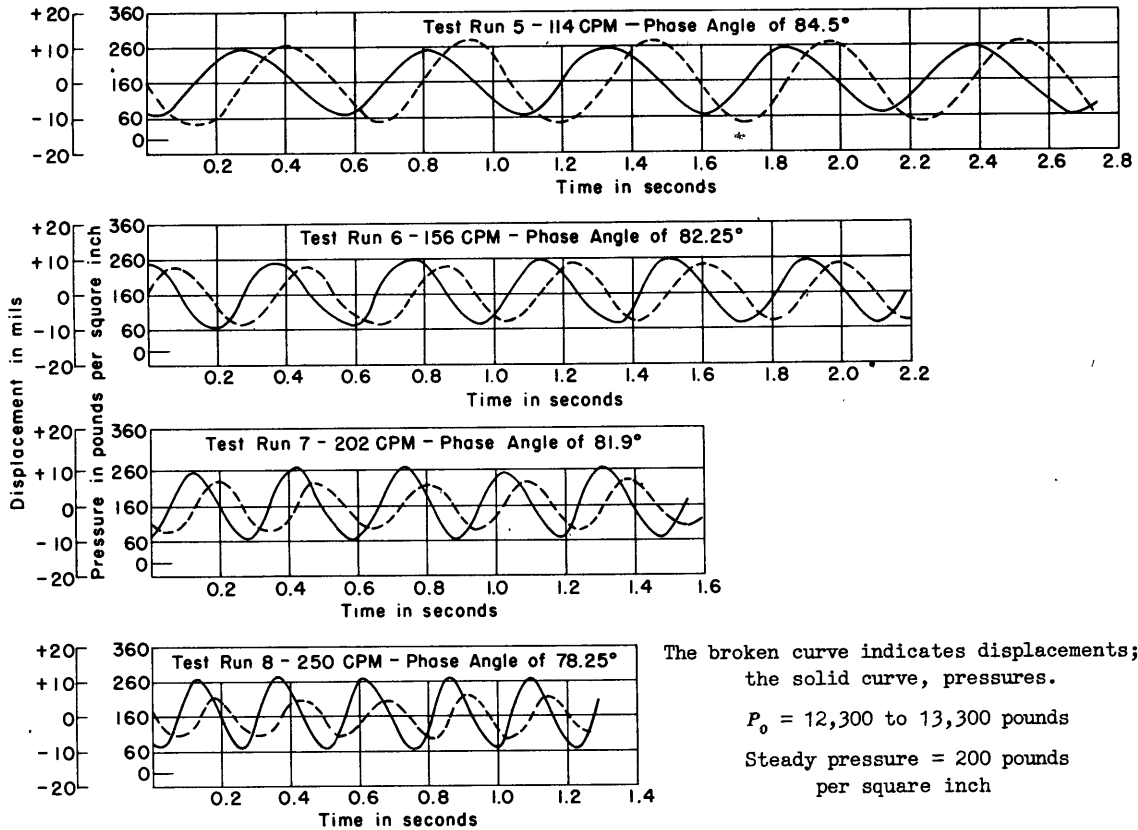 Displacement in mils
Pressure in pounds per square inch
Test Run 5 - 114 CPM - Phase Angle of 84.5°
+20
+10 260
0 160
-10 60
-20 0
0.2 0.4 0.6 0.8 1.0 1.2 1.4 1.6 1.8 2.0 2.2 2.4 2.6 2.8
Time in seconds
Test Run 6 - 156 CPM - Phase Angle of 82.25°
+20 360
+10 260
0 160
-10 60
-20 0
0.2 0.4 0.6 0.8 1.0 1.2 1.4 1.6 1.8 2.0 2.2
Time in seconds
Test Run 7 - 202 CPM - Phase Angle of 81.9°
+20 360
+10 260
0 160
-10 60
-20 0
0.2 0.4 0.6 0.8 1.0 1.2 1.4 1.6
Time in seconds
Test Run 8 - 250 CPM - Phase Angle of 78.25°
+20 360
+10 260
0 160
-10 60
-20 0
0.2 0.4 0.6 0.8 1.0 1.2 1.4
Time in seconds
The broken curve indicates displacements;
the solid curve, pressures.
P₀ = 12,300 to 13,300 pounds
Steady pressure = 200 pounds
per square inch